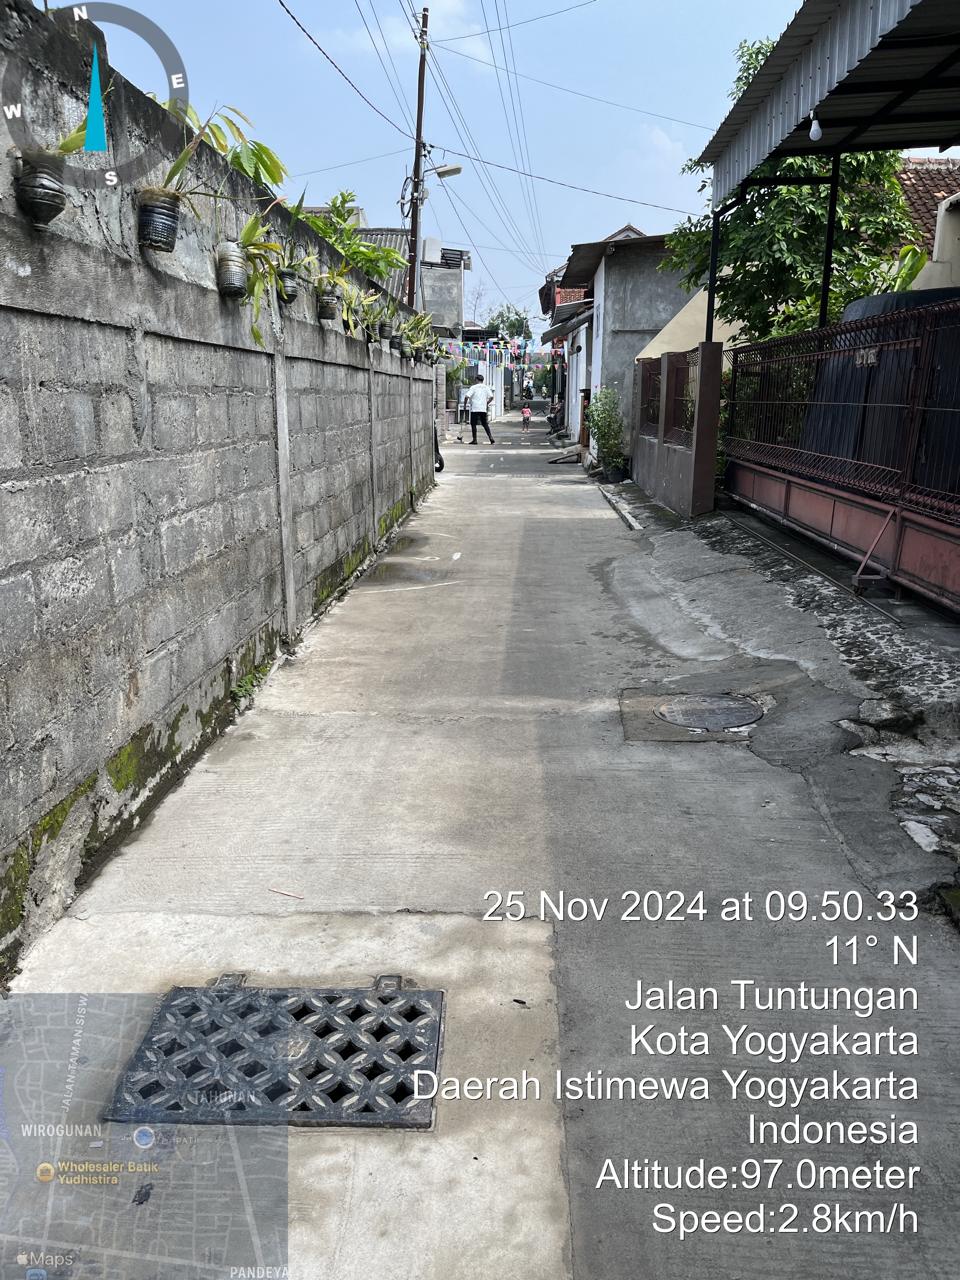 N
E
W
S
25 Nov 2024 at 09.50.33
11° N
Jalan Tuntungan
Kota Yogyakarta
Daerah Istimewa Yogyakarta
Indonesia
Altitude:97.0meter
Speed:2.8km/h
JALAN TAMAN SISW
TAHUNAN
WIROGUNAN
Wholesaler Batik
Yudhistira
Maps
PANDEYA